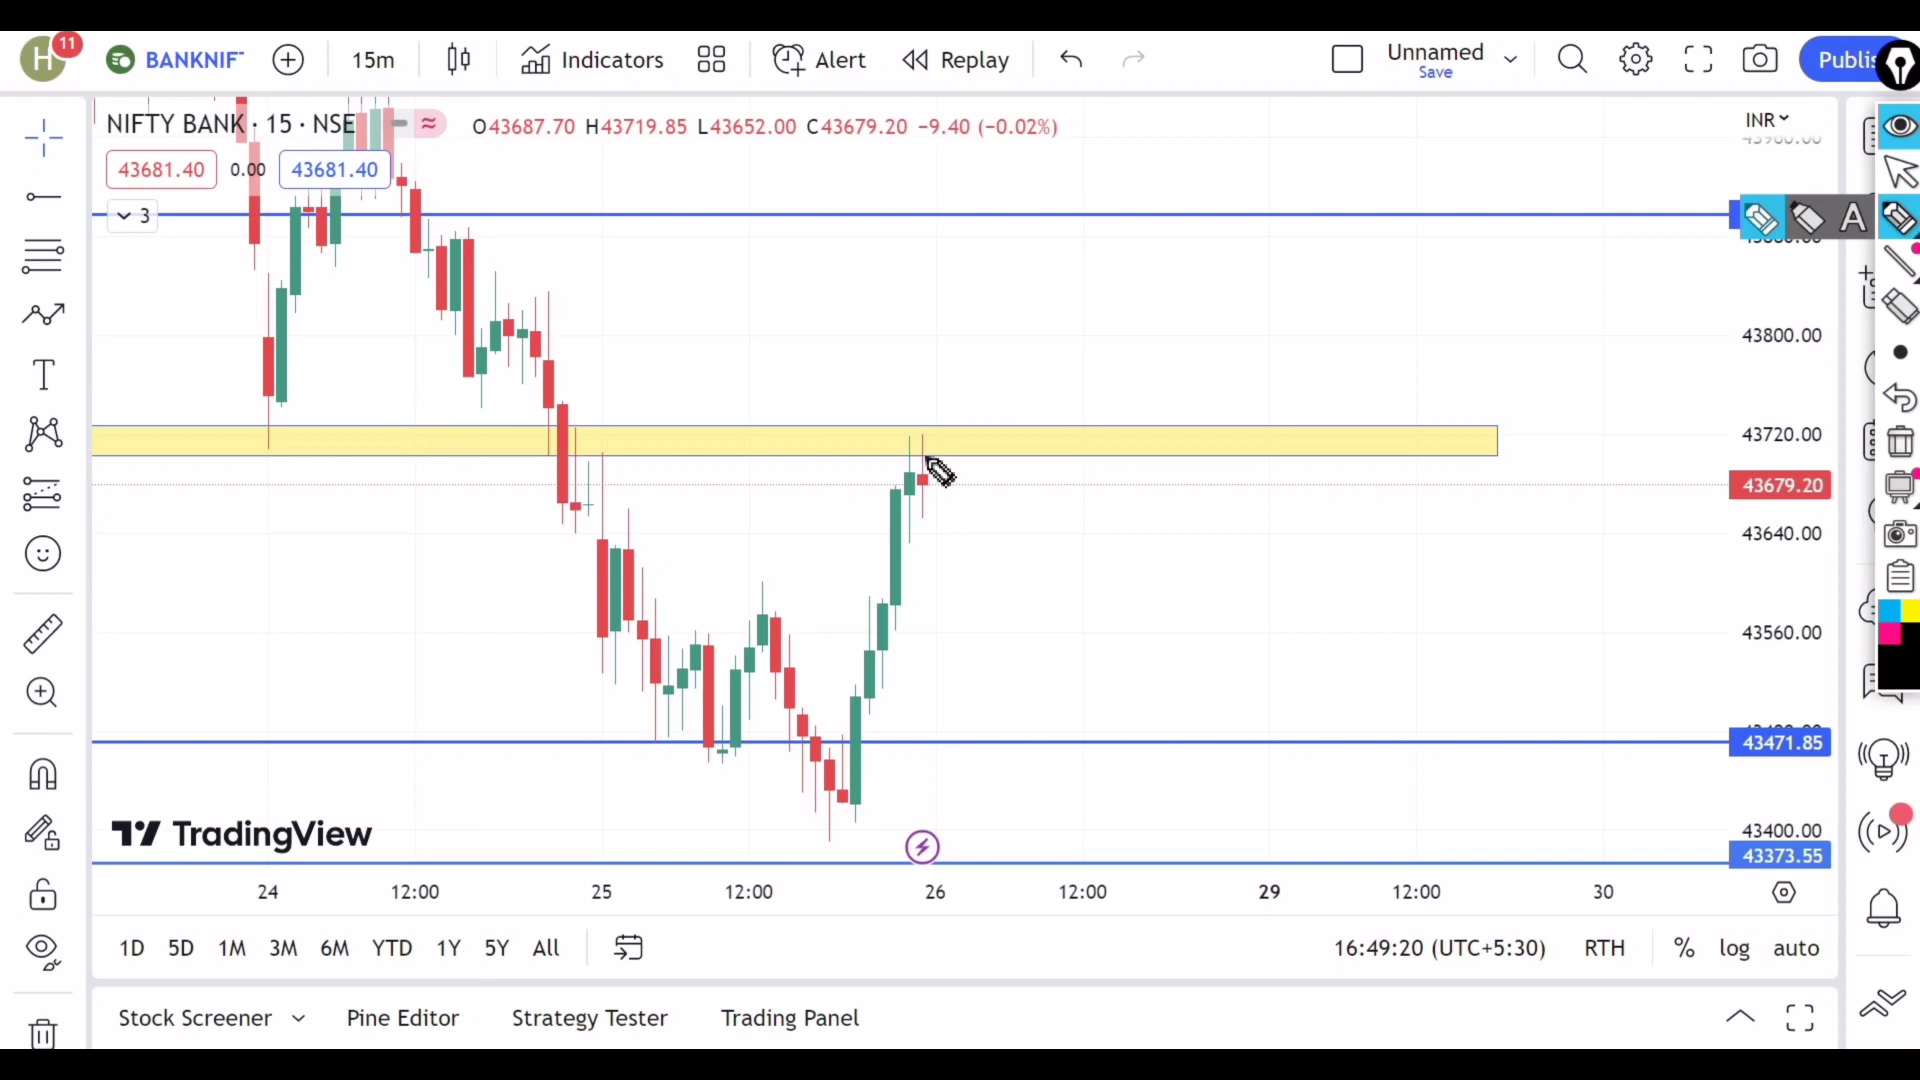 H 11 BANKNIF 15m Indicators Alert Replay Unnamed Save Publis
NIFTY BANK · 15 · NSE O43687.70 H43719.85 L43652.00 C43679.20 −9.40 (−0.02%) INR
43681.40 0.00 43681.40
3
A
43800.00
43720.00
43679.20
43640.00
43560.00
43471.85
43400.00
43373.55
TradingView
24 12:00 25 12:00 26 12:00 29 12:00 30
1D 5D 1M 3M 6M YTD 1Y 5Y All 16:49:20 (UTC+5:30) RTH % log auto
Stock Screener Pine Editor Strategy Tester Trading Panel